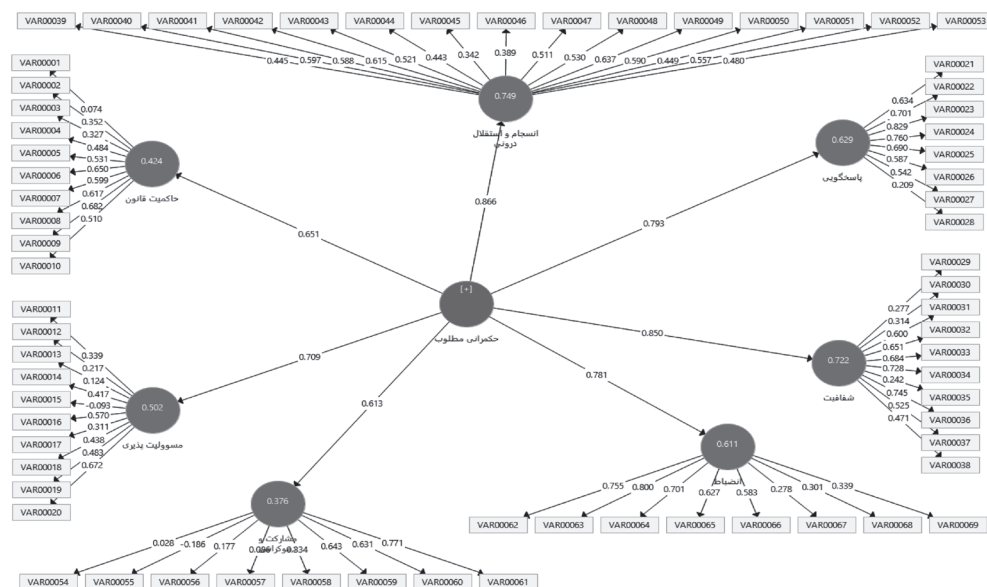 VAR00039 VAR00040 VAR00041 VAR00042 VAR00043 VAR00044 VAR00045 VAR00046 VAR00047 VAR00048 VAR00049 VAR00050 VAR00051 VAR00052 VAR00053
0.445 0.597 0.588 0.615 0.521 0.443 0.342 0.389 0.511 0.530 0.637 0.590 0.449 0.557 0.480
0.749
انسجام و استقلال
درونی
VAR00001
VAR00002
VAR00003
VAR00004
VAR00005
VAR00006
VAR00007
VAR00008
VAR00009
VAR00010
0.074
0.352
0.327
0.484
0.531
0.650
0.599
0.617
0.682
0.510
0.424
حاکمیت قانون
VAR00021
VAR00022
VAR00023
VAR00024
VAR00025
VAR00026
VAR00027
VAR00028
0.634
0.701
0.829
0.760
0.690
0.587
0.542
0.209
0.629
پاسخگویی
0.866
0.651
0.793
[+]
حکمرانی مطلوب
0.850
0.709
0.781
0.613
VAR00029
VAR00030
VAR00031
VAR00032
VAR00033
VAR00034
VAR00035
VAR00036
VAR00037
VAR00038
0.277
0.314
0.600
0.651
0.684
0.728
0.242
0.745
0.525
0.471
0.722
شفافیت
VAR00011
VAR00012
VAR00013
VAR00014
VAR00015
VAR00016
VAR00017
VAR00018
VAR00019
VAR00020
0.339
0.217
0.124
0.417
-0.093
0.570
0.311
0.438
0.483
0.672
0.502
مسوولیت پذیری
0.611
انضباط
0.755 0.800 0.701 0.627 0.583 0.278 0.301 0.339
VAR00062 VAR00063 VAR00064 VAR00065 VAR00066 VAR00067 VAR00068 VAR00069
0.376
مشارکت و
0.028 -0.186 0.177 0.643 0.631 0.771
VAR00054 VAR00055 VAR00056 VAR00057 VAR00058 VAR00059 VAR00060 VAR00061